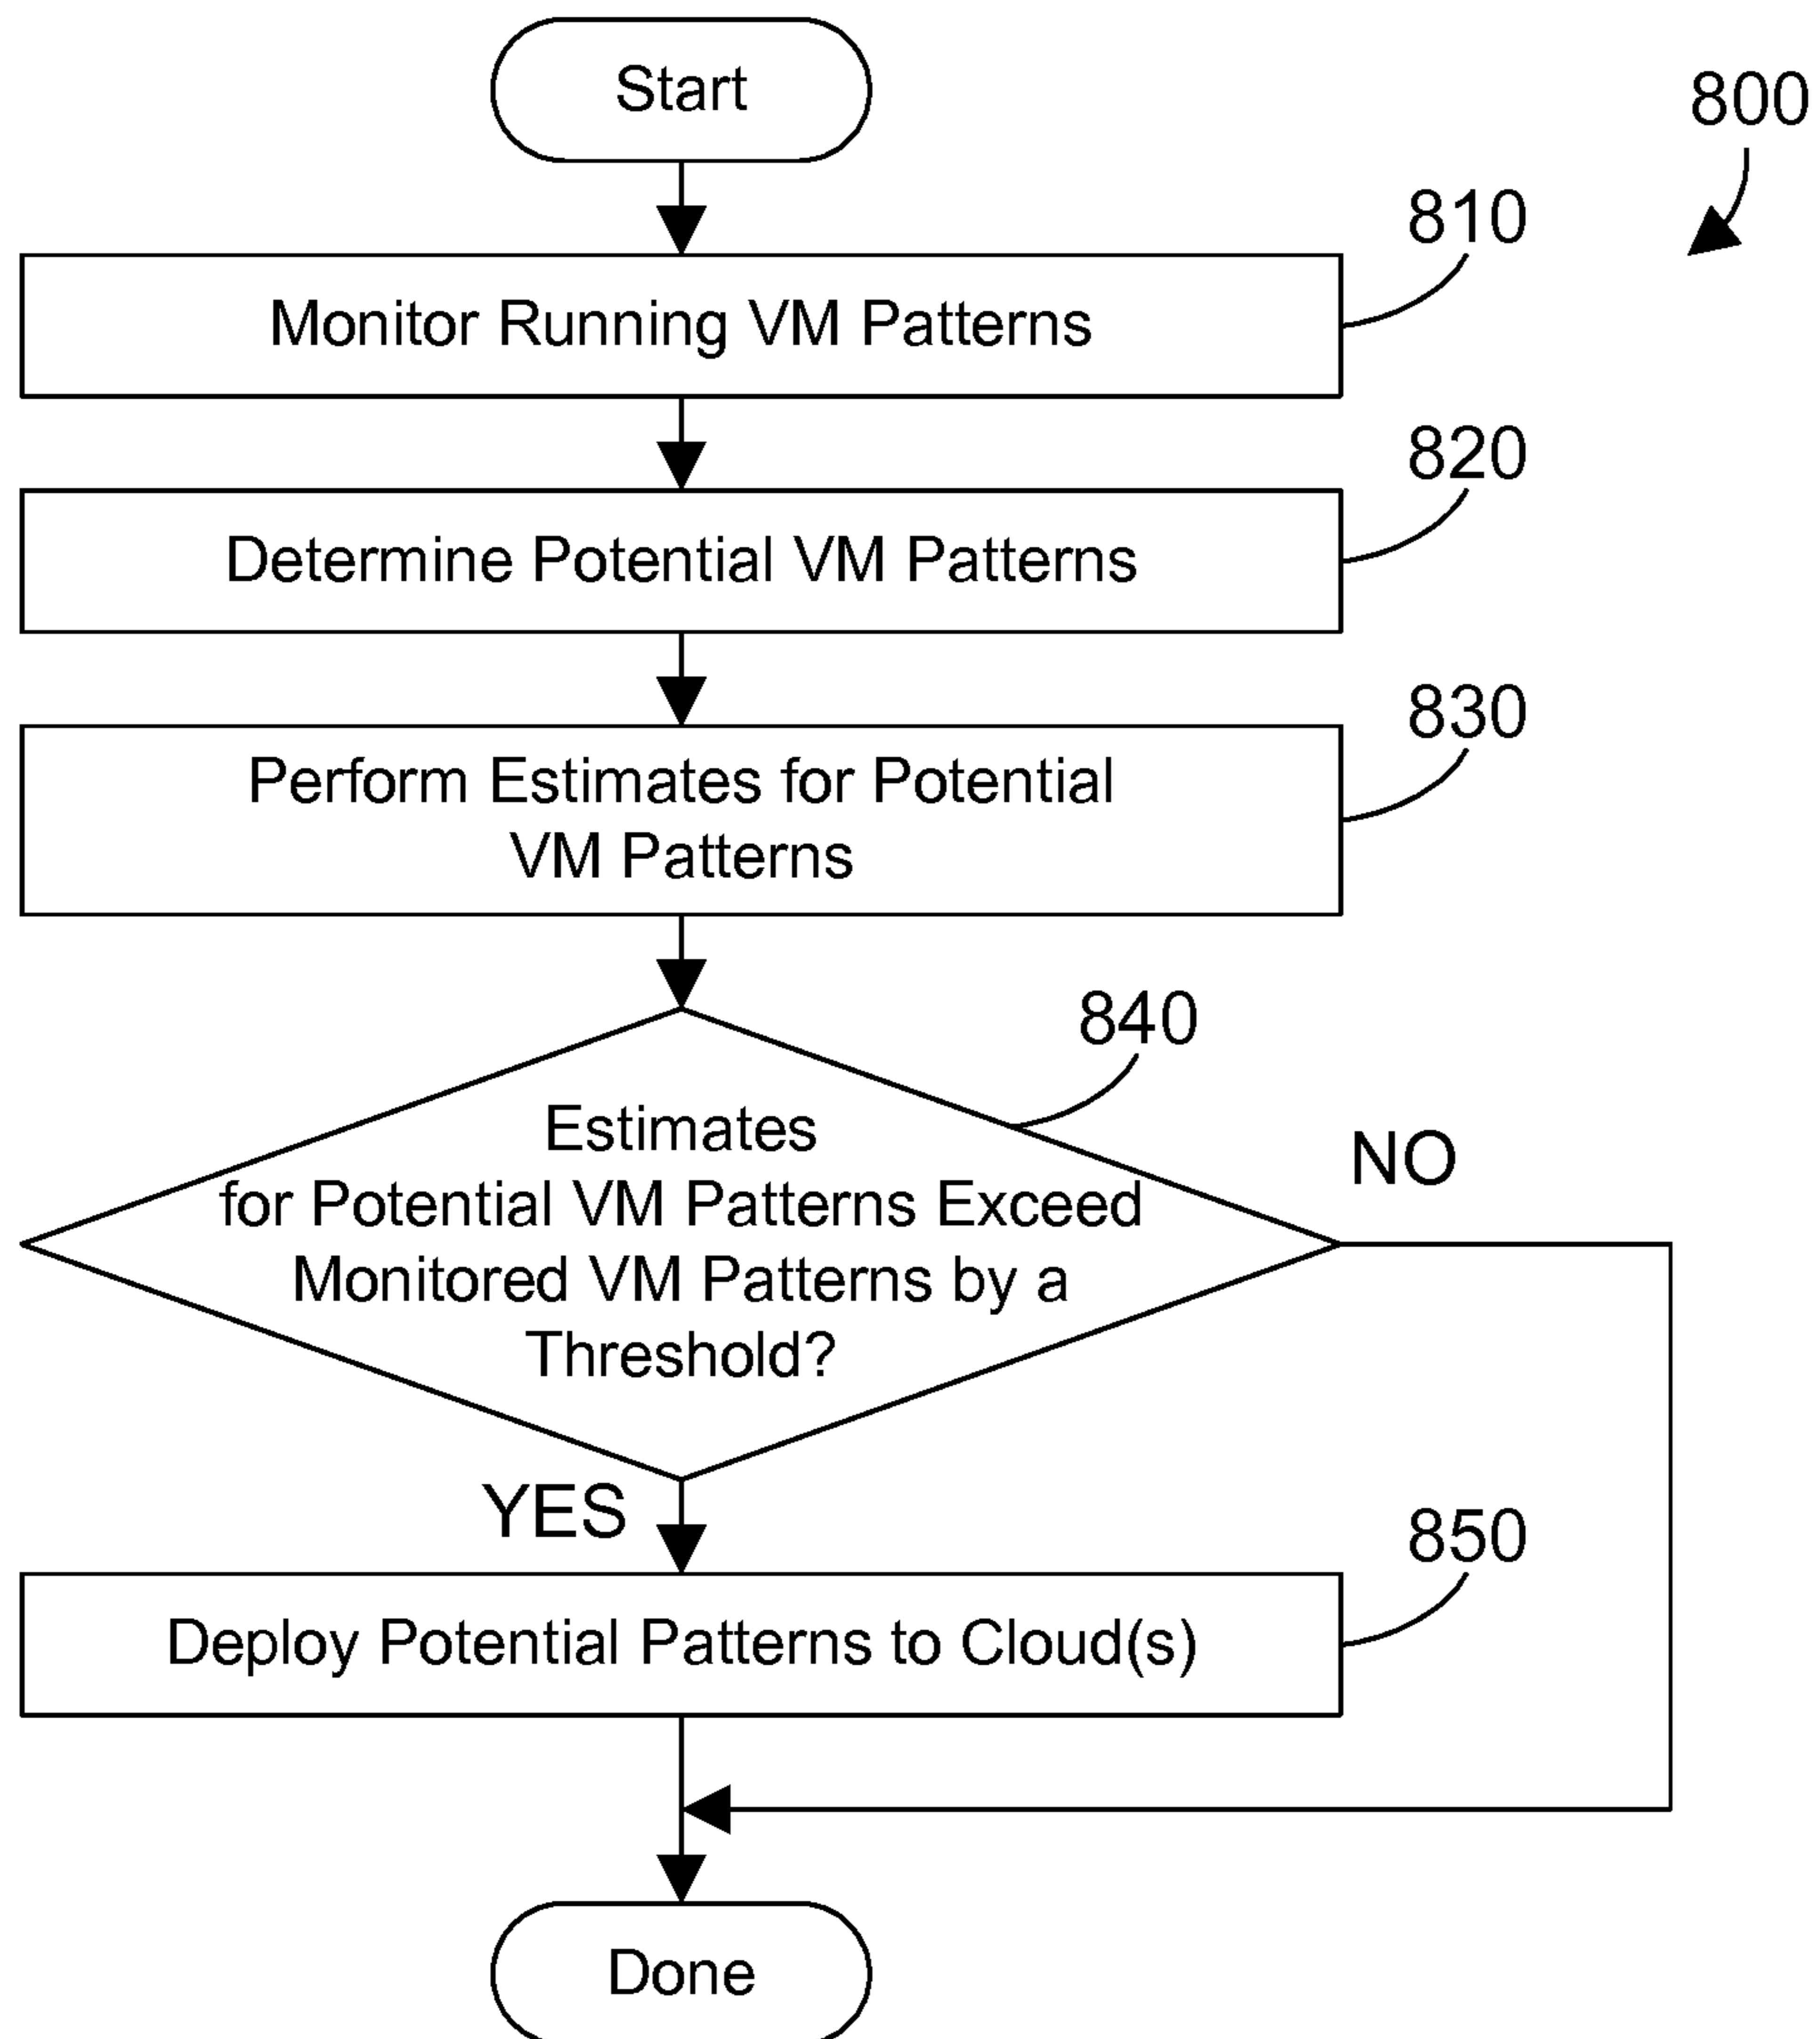 Start
800
810
Monitor Running VM Patterns
820
Determine Potential VM Patterns
830
Perform Estimates for Potential
VM Patterns
840
Estimates
for Potential VM Patterns Exceed
Monitored VM Patterns by a
Threshold?
NO
YES
850
Deploy Potential Patterns to Cloud(s)
Done